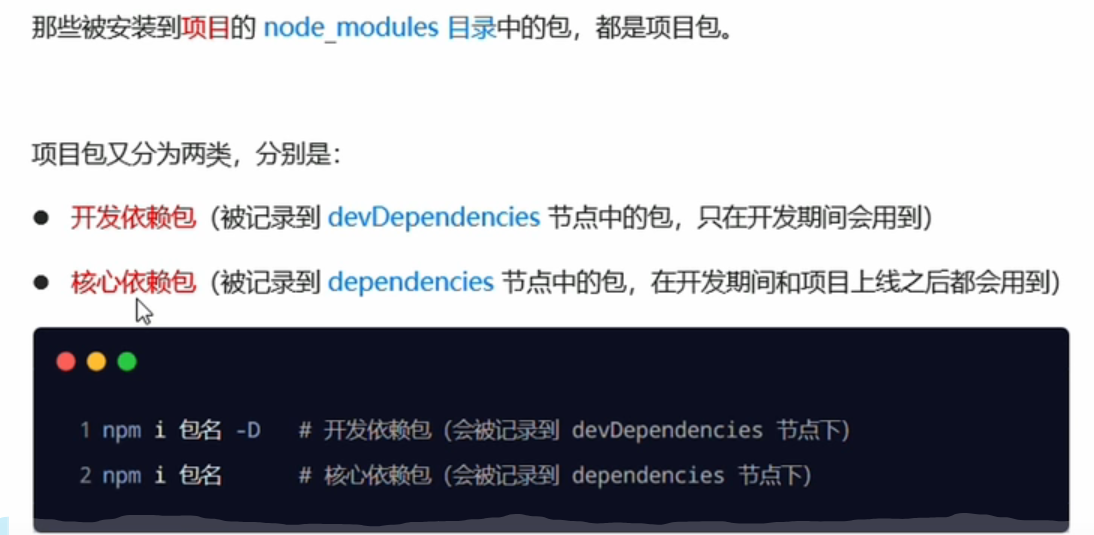 那些被安装到项目的 node_modules 目录中的包，都是项目包。
项目包又分为两类，分别是：
● 开发依赖包（被记录到 devDependencies 节点中的包，只在开发期间会用到）
● 核心依赖包（被记录到 dependencies 节点中的包，在开发期间和项目上线之后都会用到）
1 npm i 包名 -D # 开发依赖包（会被记录到 devDependencies 节点下）
2 npm i 包名 # 核心依赖包（会被记录到 dependencies 节点下）